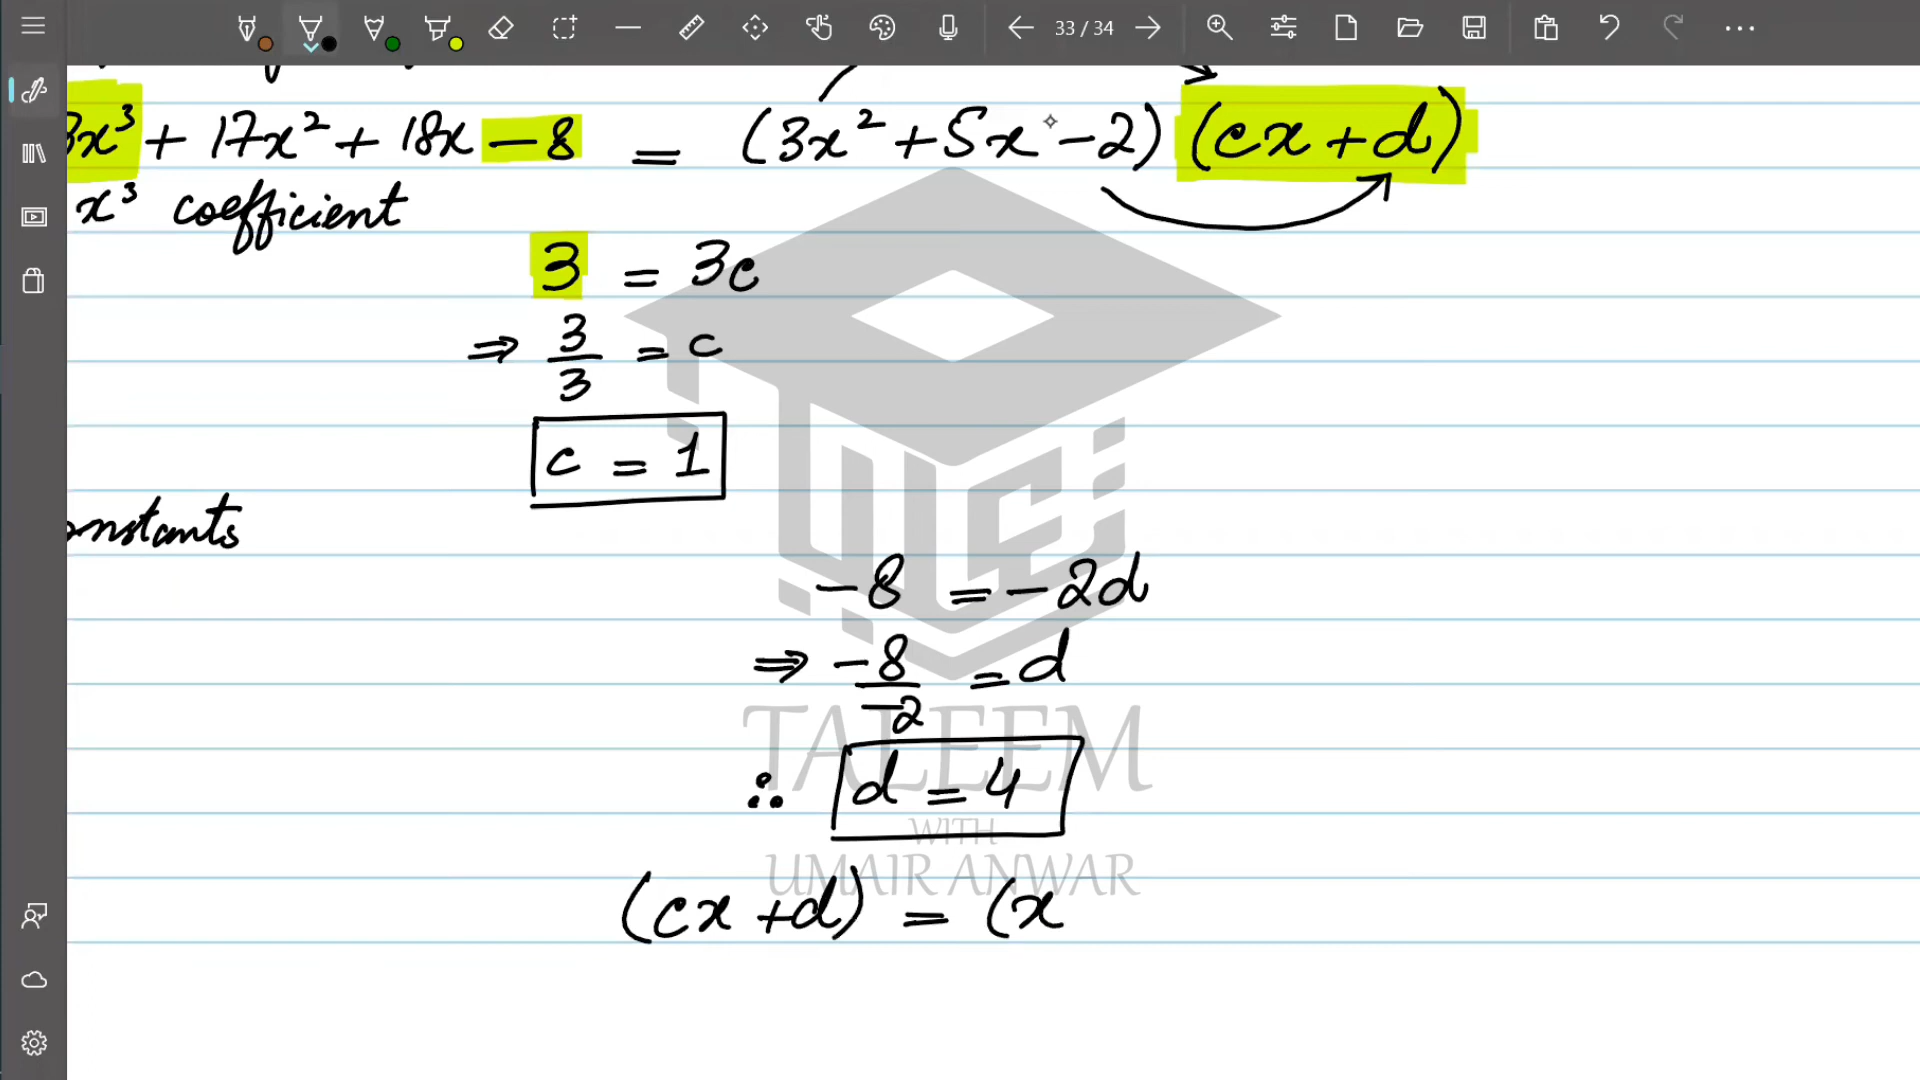 33 / 34
3x³ + 17x² + 18x - 8 = (3x² + 5x - 2) (cx + d)
x³ coefficient
3 = 3c
⇒ 3/3 = c
c = 1
onstants
-8 = -2d
⇒ -8/-2 = d
∴ d = 4
(cx + d) = (x
TALEEM
WITH
UMAIR ANWAR